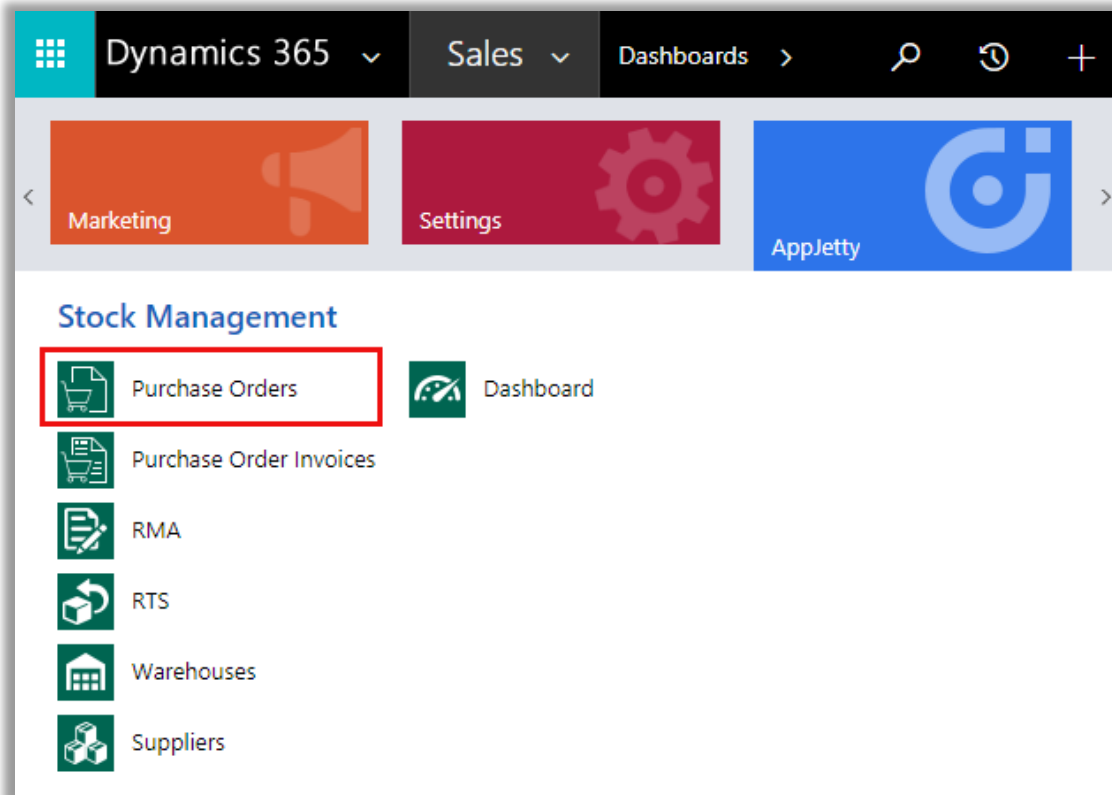 Dynamics 365 Sales Dashboards
Marketing Settings AppJetty
Stock Management
Purchase Orders Dashboard
Purchase Order Invoices
RMA
RTS
Warehouses
Suppliers